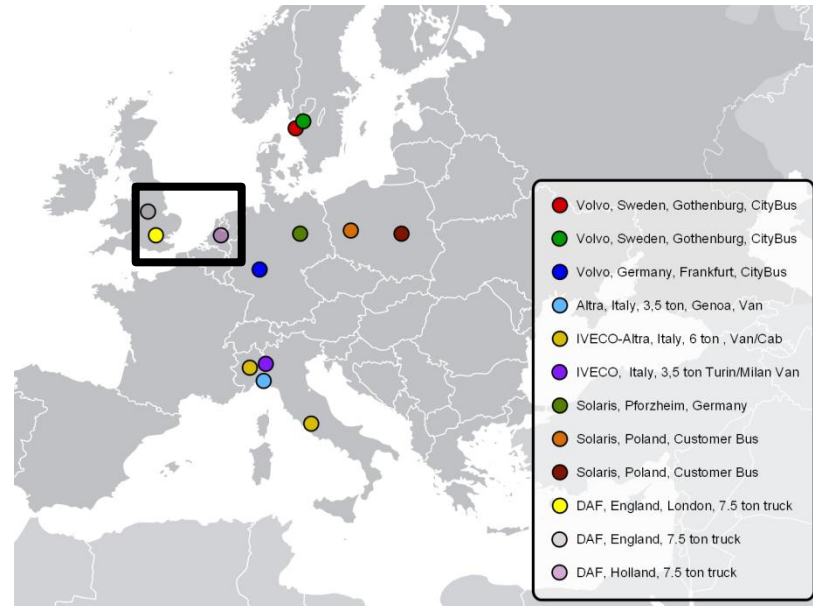 Volvo, Sweden, Gothenburg, CityBus
Volvo, Sweden, Gothenburg, CityBus
Volvo, Germany, Frankfurt, CityBus
Altra, Italy, 3,5 ton, Genoa, Van
IVECO-Altra, Italy, 6 ton , Van/Cab
IVECO, Italy, 3,5 ton Turin/Milan Van
Solaris, Pforzheim, Germany
Solaris, Poland, Customer Bus
Solaris, Poland, Customer Bus
DAF, England, London, 7.5 ton truck
DAF, England, 7.5 ton truck
DAF, Holland, 7.5 ton truck